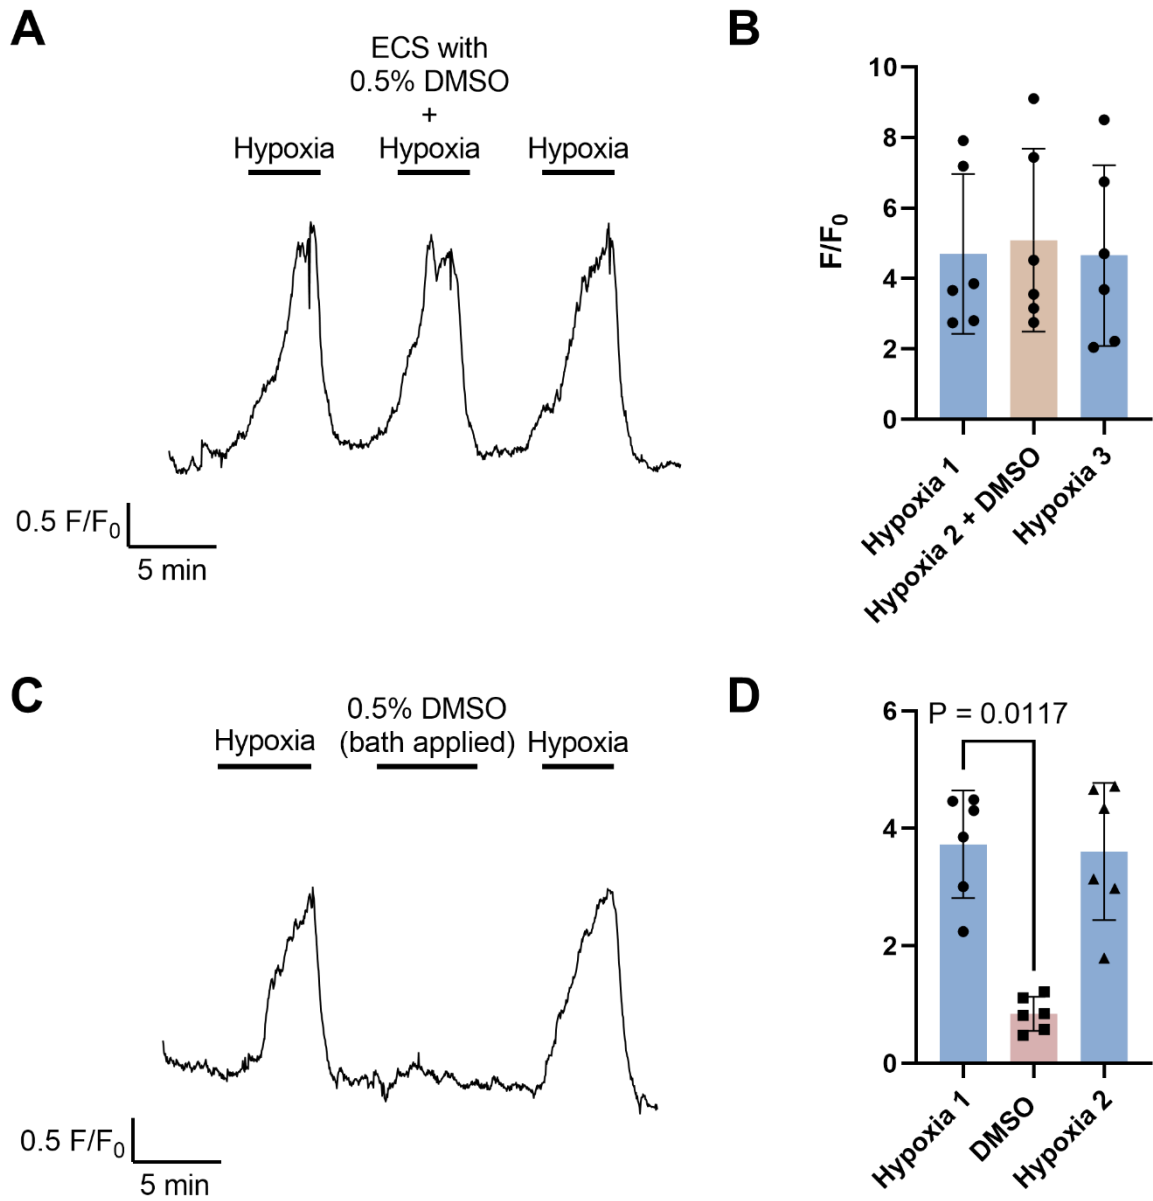 A
ECS with
0.5% DMSO
+
Hypoxia Hypoxia Hypoxia
0.5 F/F₀
5 min
B
10
8
6
4
2
0
F/F₀
Hypoxia 1
Hypoxia 2 + DMSO
Hypoxia 3
C
0.5% DMSO
Hypoxia (bath applied) Hypoxia
0.5 F/F₀
5 min
D
P = 0.0117
6
4
2
0
Hypoxia 1
DMSO
Hypoxia 2